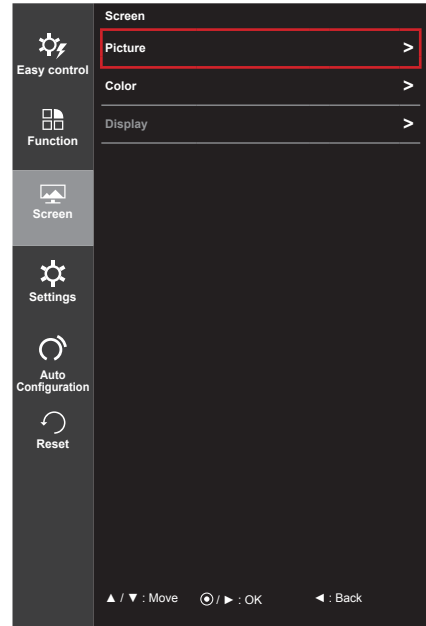 Screen
Easy control
Picture >
Color >
Function
Display >
Screen
Settings
Auto
Configuration
Reset
▲ / ▼ : Move ⦿ / ► : OK ◄ : Back